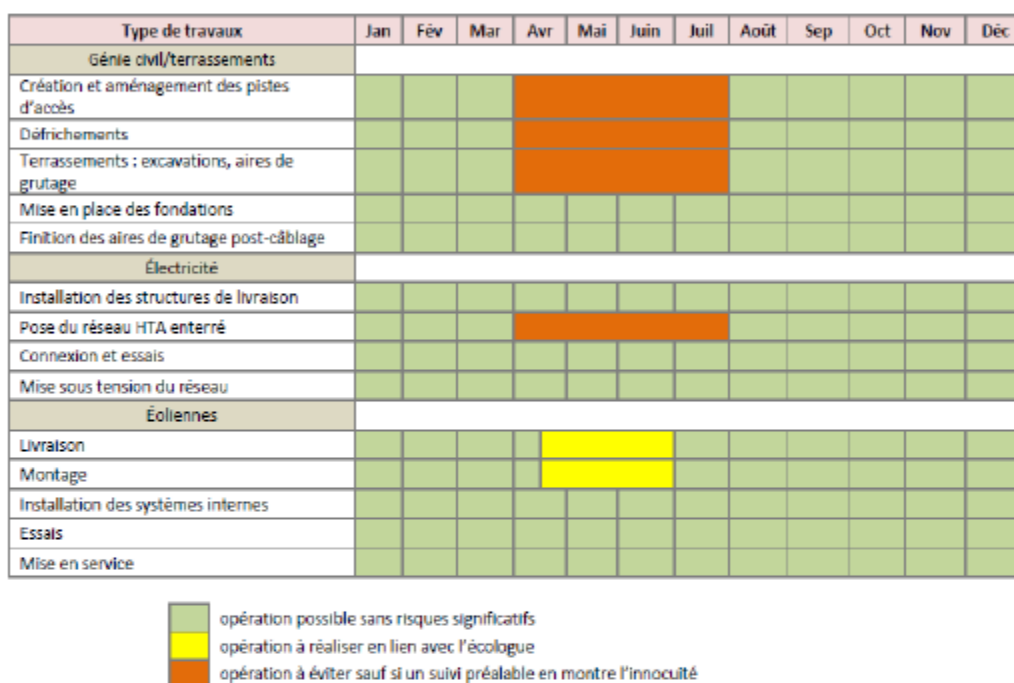 Type de travaux Jan Fév Mar Avr Mai Juin Juil Août Sep Oct Nov Déc
Génie civil/terrassements
Création et aménagement des pistes
d'accès
Défrichements
Terrassements : excavations, aires de
grutage
Mise en place des fondations
Finition des aires de grutage post-câblage
Électricité
Installation des structures de livraison
Pose du réseau HTA enterré
Connexion et essais
Mise sous tension du réseau
Éoliennes
Livraison
Montage
Installation des systèmes internes
Essais
Mise en service
opération possible sans risques significatifs
opération à réaliser en lien avec l'écologue
opération à éviter sauf si un suivi préalable en montre l'innocuité